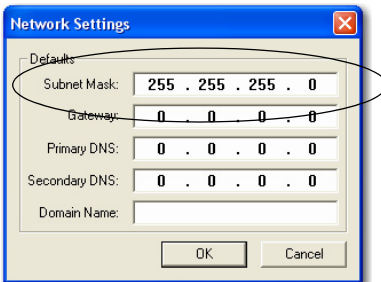 Network Settings
Defaults
Subnet Mask: 255 . 255 . 255 . 0
Gateway: 0 . 0 . 0 . 0
Primary DNS: 0 . 0 . 0 . 0
Secondary DNS: 0 . 0 . 0 . 0
Domain Name:
OK Cancel